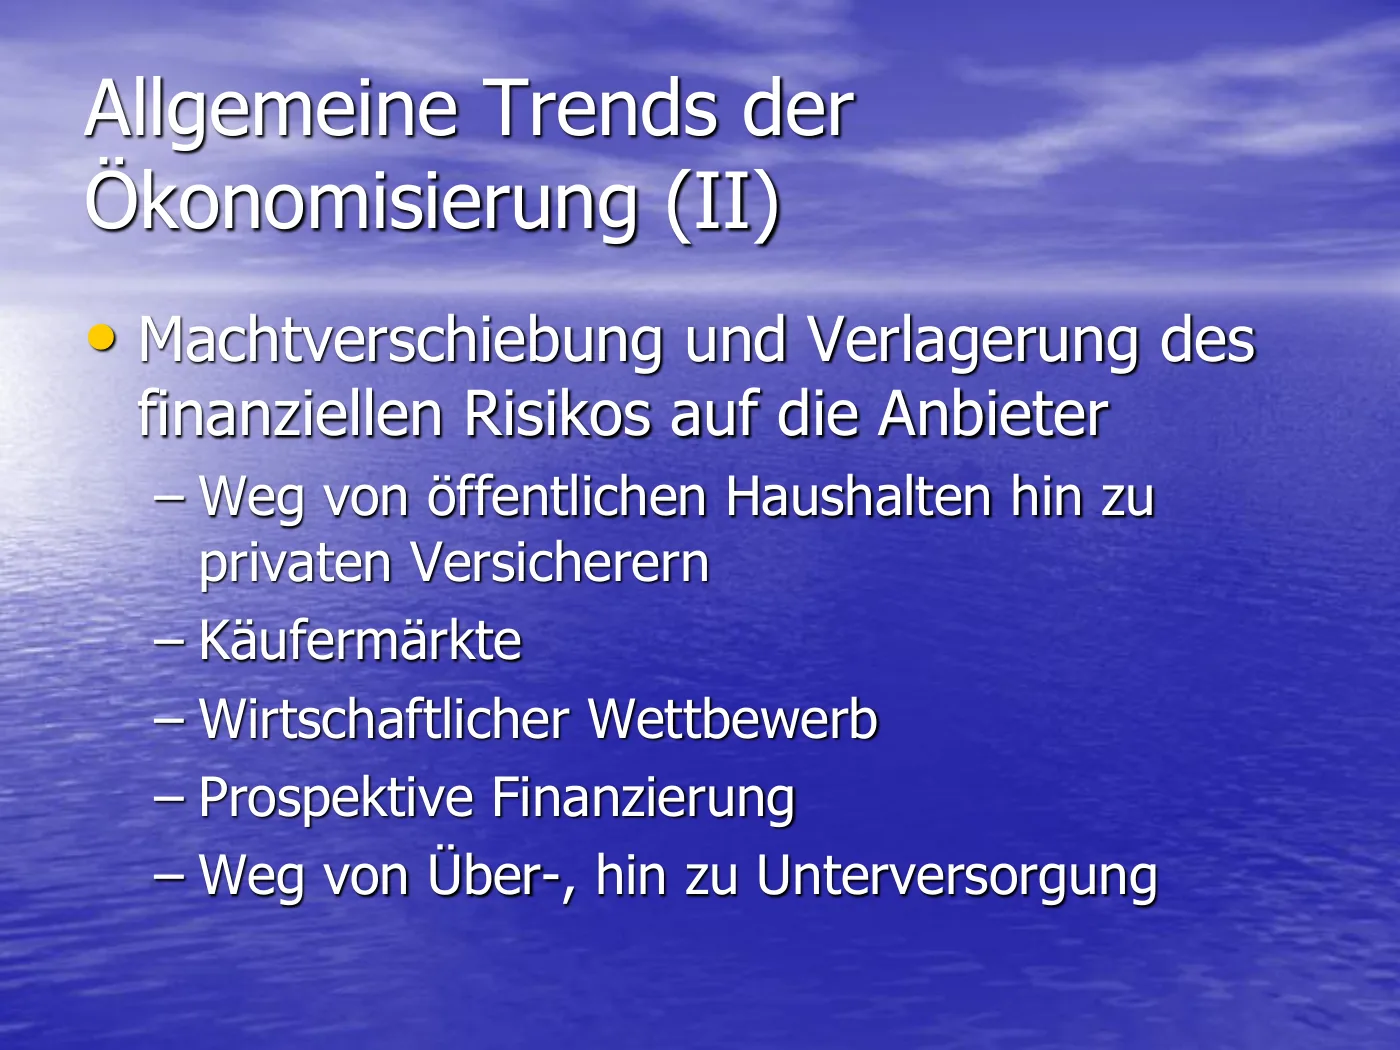 Allgemeine Trends der
Ökonomisierung (II)
• Machtverschiebung und Verlagerung des
finanziellen Risikos auf die Anbieter
– Weg von öffentlichen Haushalten hin zu
privaten Versicherern
– Käufermärkte
– Wirtschaftlicher Wettbewerb
– Prospektive Finanzierung
– Weg von Über-, hin zu Unterversorgung